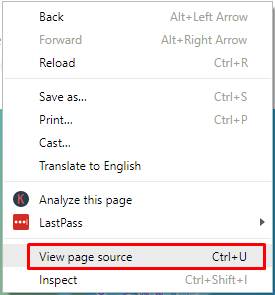 Back Alt+Left Arrow
Forward Alt+Right Arrow
Reload Ctrl+R
Save as... Ctrl+S
Print... Ctrl+P
Cast...
Translate to English
K Analyze this page
LastPass
View page source Ctrl+U
Inspect Ctrl+Shift+I